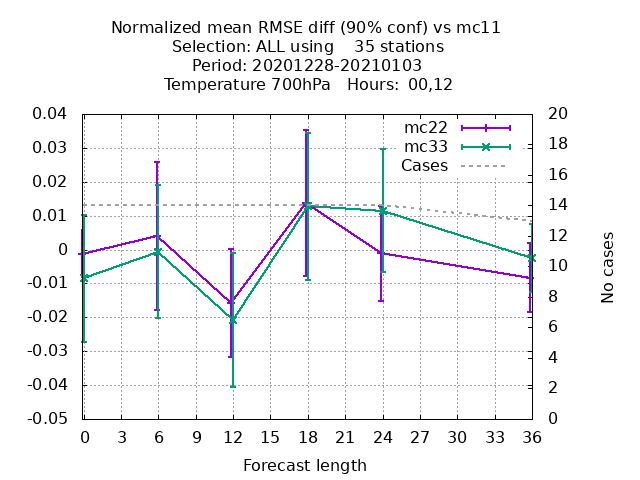 Normalized mean RMSE diff (90% conf) vs mc11
Selection: ALL using    35 stations
Period: 20201228-20210103
Temperature 700hPa   Hours:  00,12
mc22
mc33
Cases
0.04
0.03
0.02
0.01
0
-0.01
-0.02
-0.03
-0.04
-0.05
20
18
16
14
12
10
8
6
4
2
0
No cases
0 3 6 9 12 15 18 21 24 27 30 33 36
Forecast length